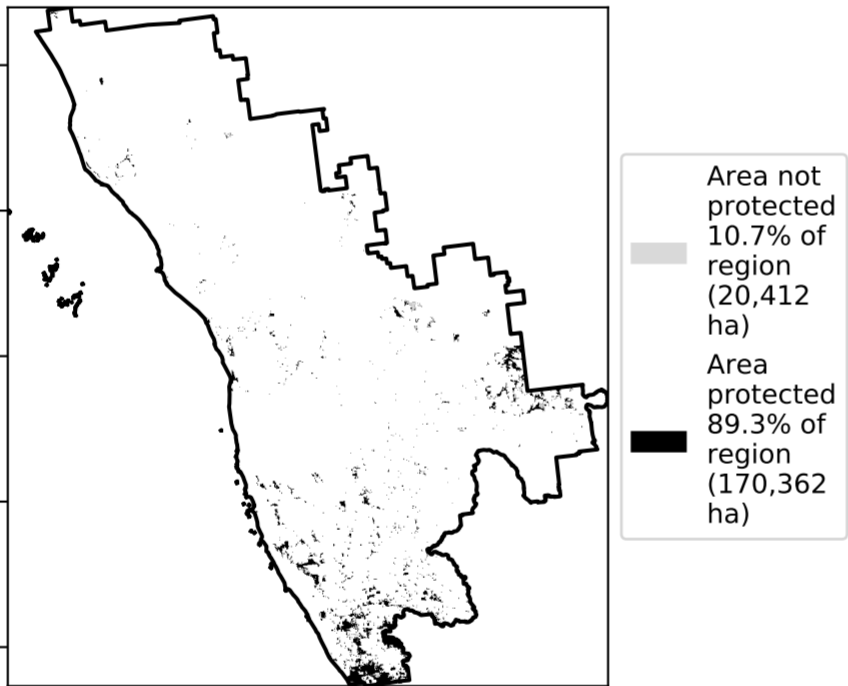 Area not
protected
10.7% of
region
(20,412
ha)
Area
protected
89.3% of
region
(170,362
ha)